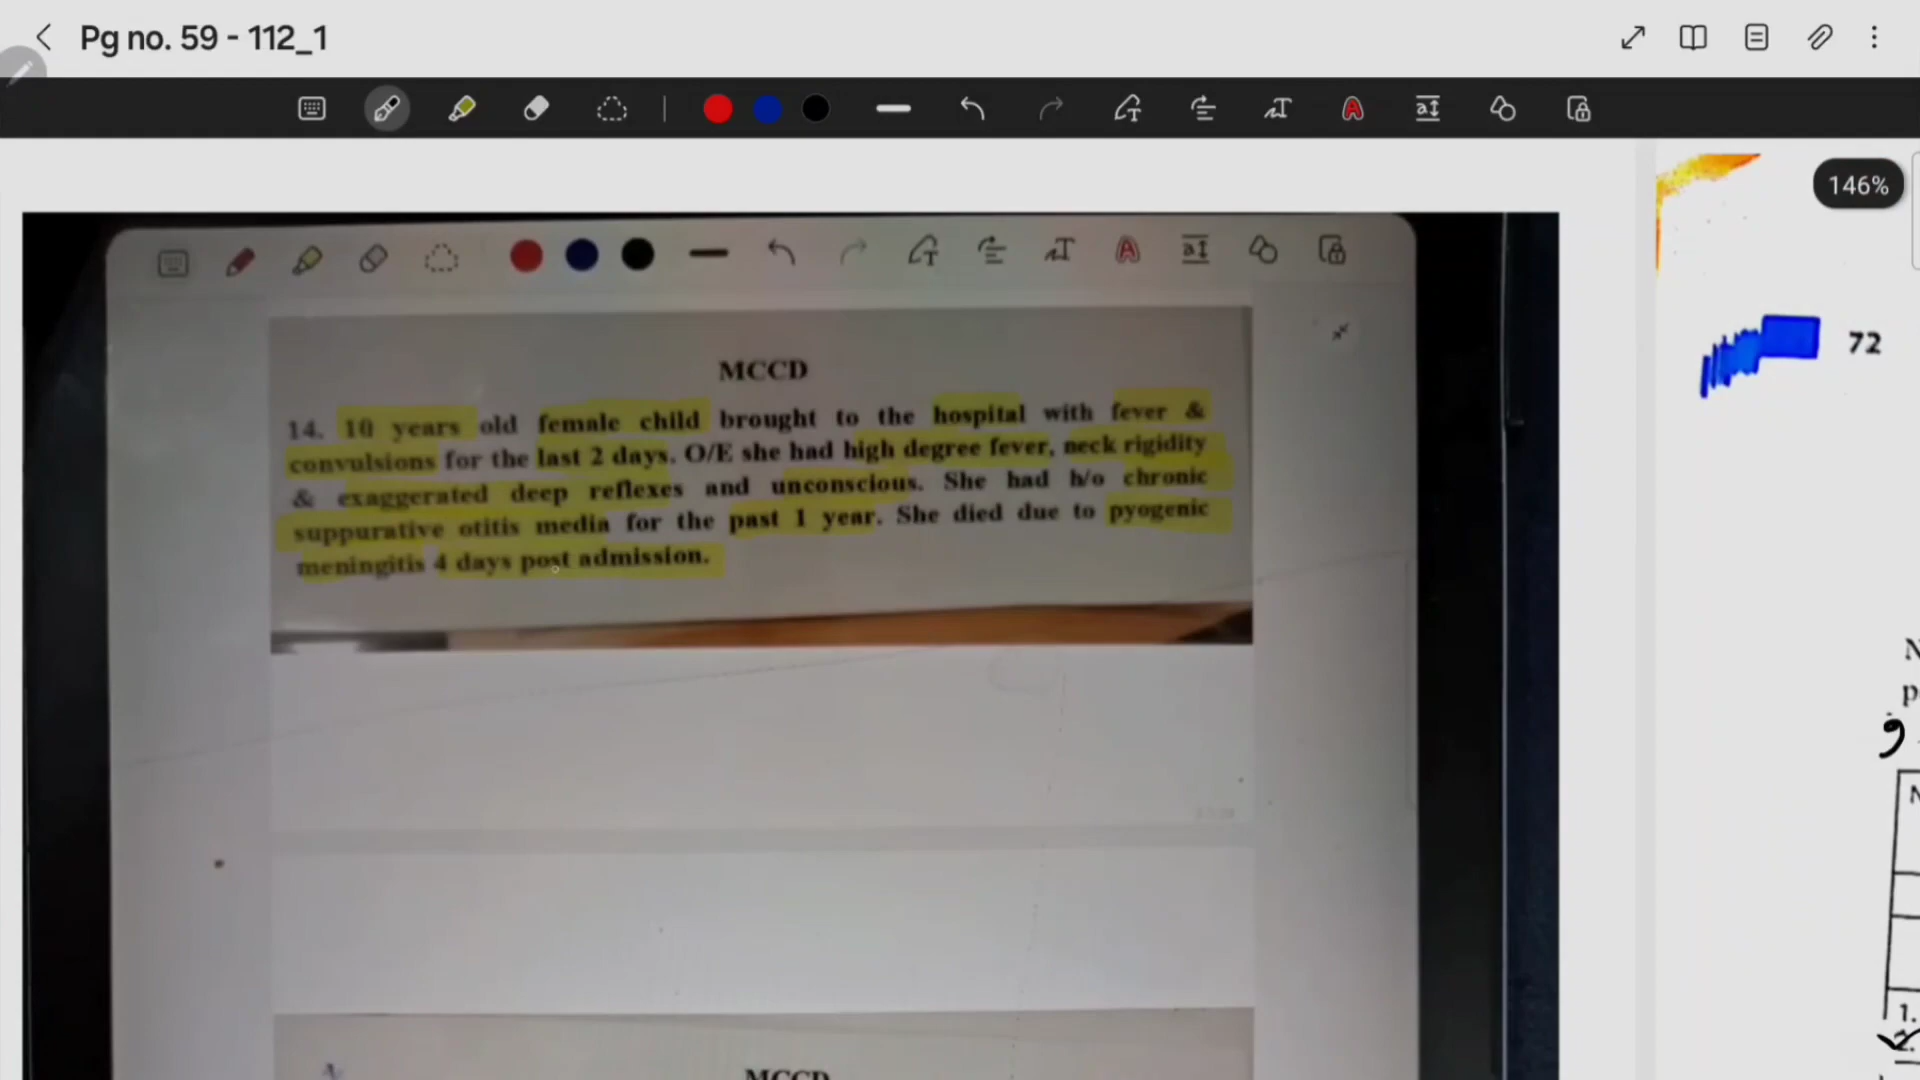 Pg no. 59 - 112_1
146%
72
MCCD
14. 10 years old female child brought to the hospital with fever &
convulsions for the last 2 days. O/E she had high degree fever, neck rigidity
& exaggerated deep reflexes and unconscious. She had h/o chronic
suppurative otitis media for the past 1 year. She died due to pyogenic
meningitis 4 days post admission.
MCCD
N
p
9
N
1.
2.